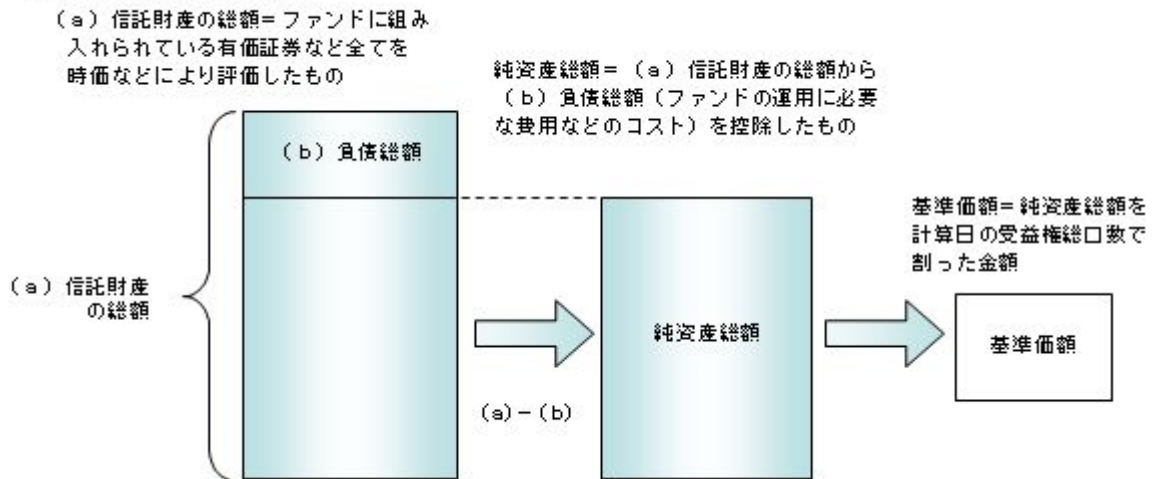 (a)信託財産の総額=ファンドに組み
入れられている有価証券など全てを
時価などにより評価したもの
純資産総額=(a)信託財産の総額から
(b)負債総額(ファンドの運用に必要
な費用などのコスト)を控除したもの
(b)負債総額
基準価額=純資産総額を
計算日の受益権総口数で
割った金額
(a)信託財産
の総額
純資産総額
基準価額
(a)-(b)